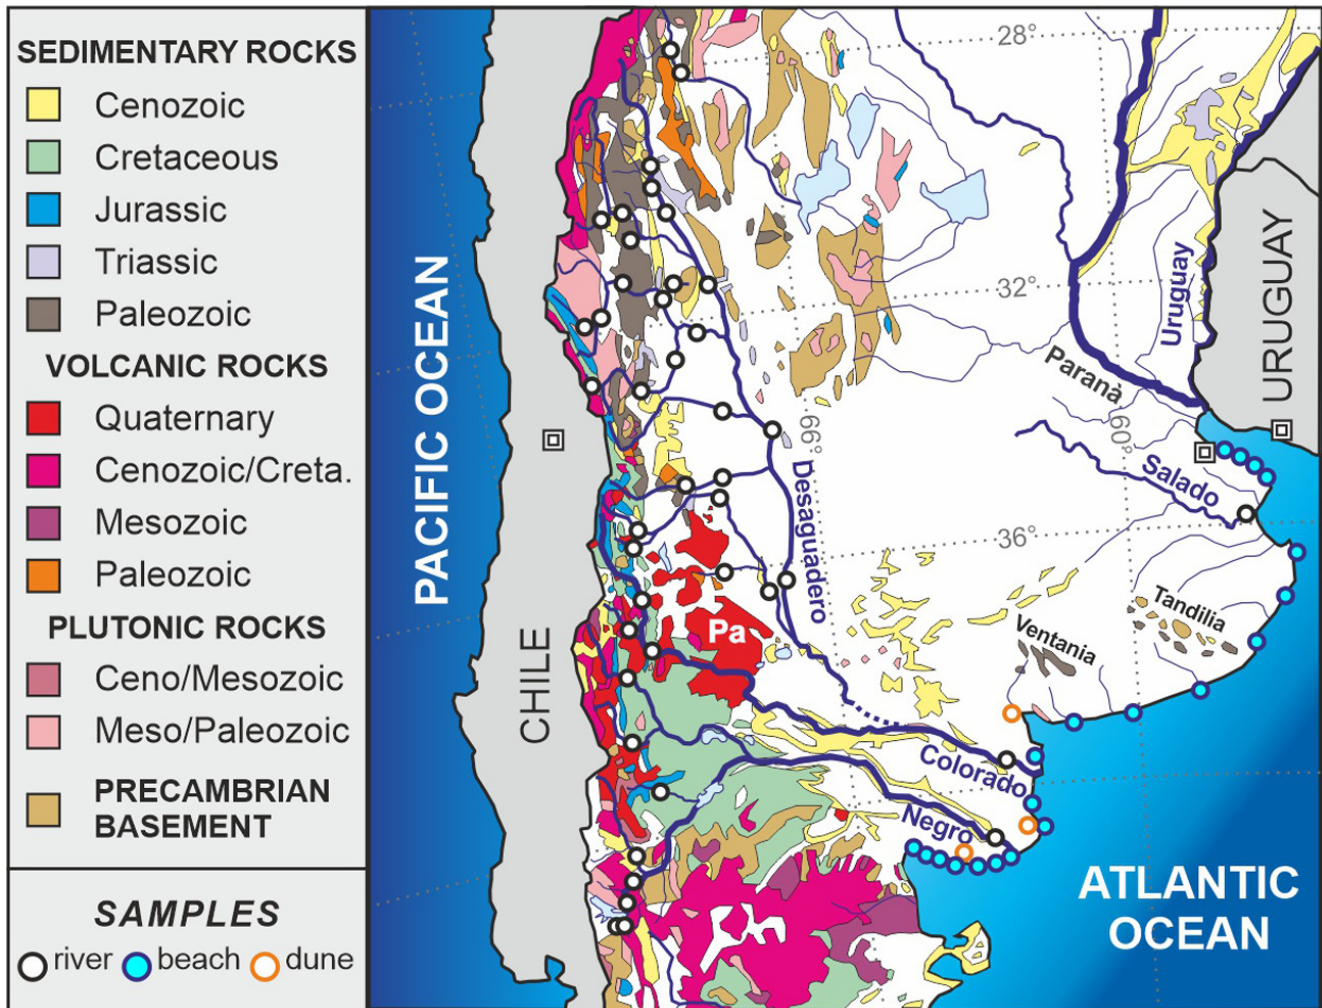 SEDIMENTARY ROCKS
Cenozoic
Cretaceous
Jurassic
Triassic
Paleozoic
VOLCANIC ROCKS
Quaternary
Cenozoic/Creta.
Mesozoic
Paleozoic
PLUTONIC ROCKS
Ceno/Mesozoic
Meso/Paleozoic
PRECAMBRIAN
BASEMENT
SAMPLES
river
beach
dune
PACIFIC OCEAN
CHILE
28°
32°
36°
66°
60°
Uruguay
URUGUAY
Paranà
Salado
Desaguadero
Pa
Tandilia
Ventania
Colorado
Negro
ATLANTIC
OCEAN